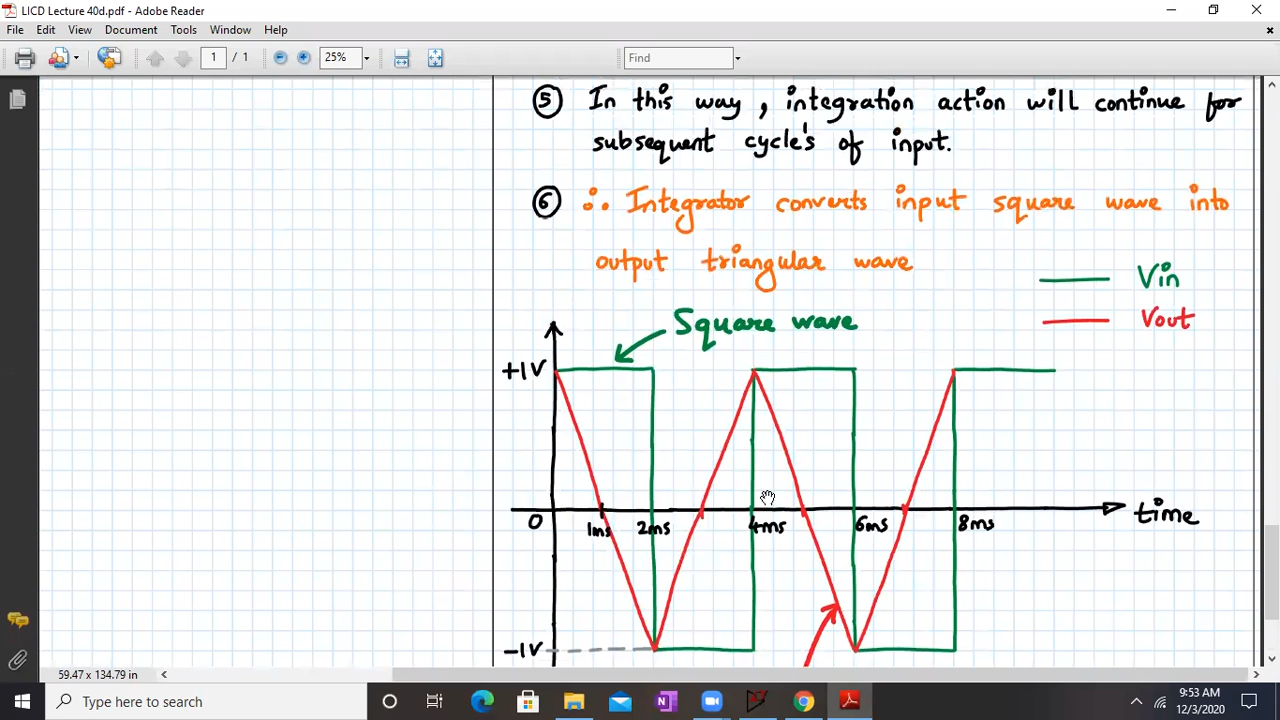 LICD Lecture 40d.pdf - Adobe Reader
File Edit View Document Tools Window Help
1 / 1 25% Find
⑤ In this way, integration action will continue for
subsequent cycle's of input.
⑥ ∴ Integrator converts input square wave into
output triangular wave
Vin
Vout
Square wave
+1V
0 1ms 2ms 4ms 6ms 8ms time
-1V
59.47 x 134.79 in
Type here to search
9:53 AM
12/3/2020